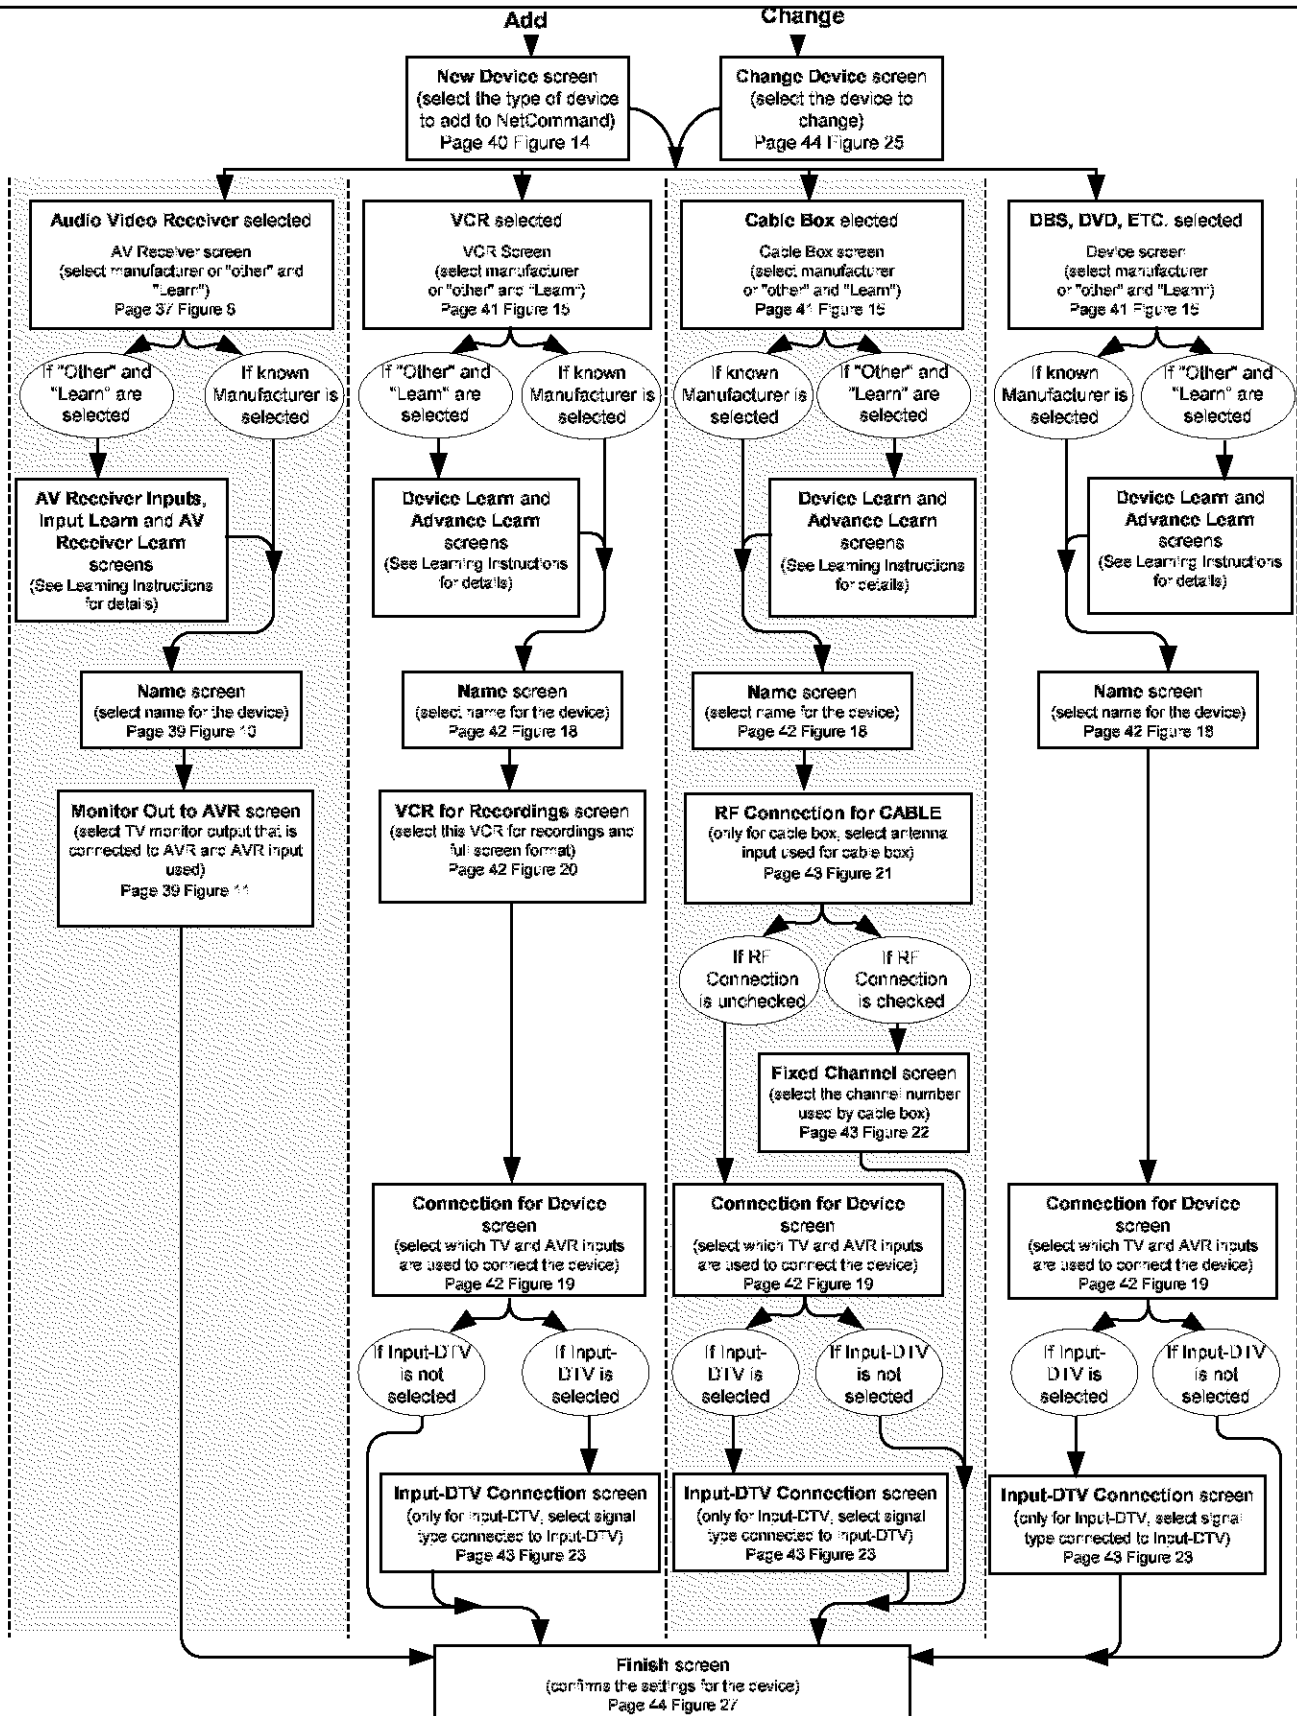 Add
Change
New Device screen
(select the type of device
to add to NetCommand)
Page 40 Figure 14
Change Device screen
(select the device to
change)
Page 44 Figure 25
Audio Video Receiver selected
AV Receiver screen
(select manufacturer or "other" and
"Learn")
Page 37 Figure
VCR selected
VCR Screen
(select manufacturer
or "other" and "Learn")
Page 41 Figure 15
Cable Box elected
Cable Box screen
(select manufacturer
or "other" and "Learn")
Page 41 Figure 15
DBS, DVD, ETC. selected
Device screen
(select manufacturer
or "other" and "Learn")
Page 41 Figure 15
If "Other" and
"Learn" are
selected
If known
Manufacturer is
selected
If "Other" and
"Learn" are
selected
If known
Manufacturer is
selected
If known
Manufacturer is
selected
If "Other" and
"Learn" are
selected
If known
Manufacturer is
selected
If "Other" and
"Learn" are
selected
AV Receiver Inputs,
Input Learn and AV
Receiver Learn
screens
(See Learning Instructions
for details)
Device Learn and
Advance Learn
screens
(See Learning Instructions
for details)
Device Learn and
Advance Learn
screens
(See Learning Instructions
for details)
Device Learn and
Advance Learn
screens
(See Learning Instructions
for details)
Name screen
(select name for the device)
Page 39 Figure 10
Name screen
(select name for the device)
Page 42 Figure 18
Name screen
(select name for the device)
Page 42 Figure 18
Name screen
(select name for the device)
Page 42 Figure 18
Monitor Out to AVR screen
(select TV monitor output that is
connected to AVR and AVR input
used)
Page 39 Figure 11
VCR for Recordings screen
(select this VCR for recordings and
full screen format)
Page 42 Figure 20
RF Connection for CABLE
(only for cable box, select antenna
input used for cable box)
Page 43 Figure 21
If RF
Connection
is unchecked
If RF
Connection
is checked
Fixed Channel screen
(select the channel number
used by cable box)
Page 43 Figure 22
Connection for Device
screen
(select which TV and AVR inputs
are used to connect the device)
Page 42 Figure 19
Connection for Device
screen
(select which TV and AVR inputs
are used to connect the device)
Page 42 Figure 19
Connection for Device
screen
(select which TV and AVR inputs
are used to connect the device)
Page 42 Figure 19
If Input-DTV
is not
selected
If Input-
DTV is
selected
If Input-
DTV is
selected
If Input-DTV
is not
selected
If Input-
DTV is
selected
If Input-DTV
is not
selected
Input-DTV Connection screen
(only for Input-DTV, select signal
type connected to Input-DTV)
Page 43 Figure 23
Input-DTV Connection screen
(only for Input-DTV, select signal
type connected to Input-DTV)
Page 43 Figure 23
Input-DTV Connection screen
(only for Input-DTV, select signal
type connected to Input-DTV)
Page 43 Figure 23
Finish screen
(confirms the settings for the device)
Page 44 Figure 27